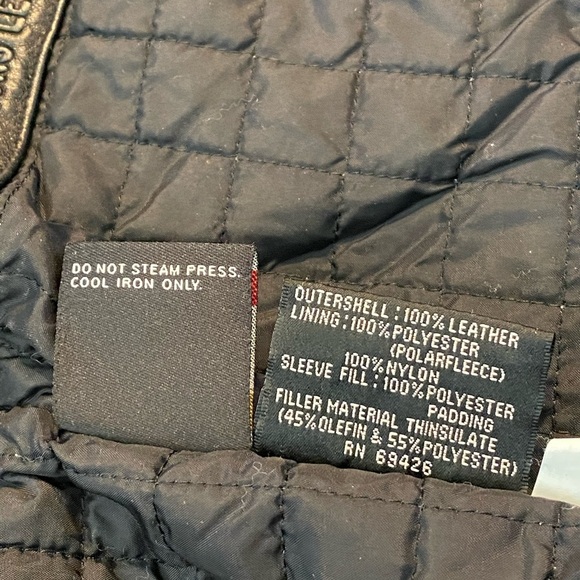 DO NOT STEAM PRESS.
COOL IRON ONLY.
OUTERSHELL : 100% LEATHER
LINING : 100% POLYESTER
(POLARFLEECE)
100% NYLON
SLEEVE FILL : 100% POLYESTER
PADDING
FILLER MATERIAL THINSULATE
(45% OLEFIN & 55% POLYESTER)
RN 69426